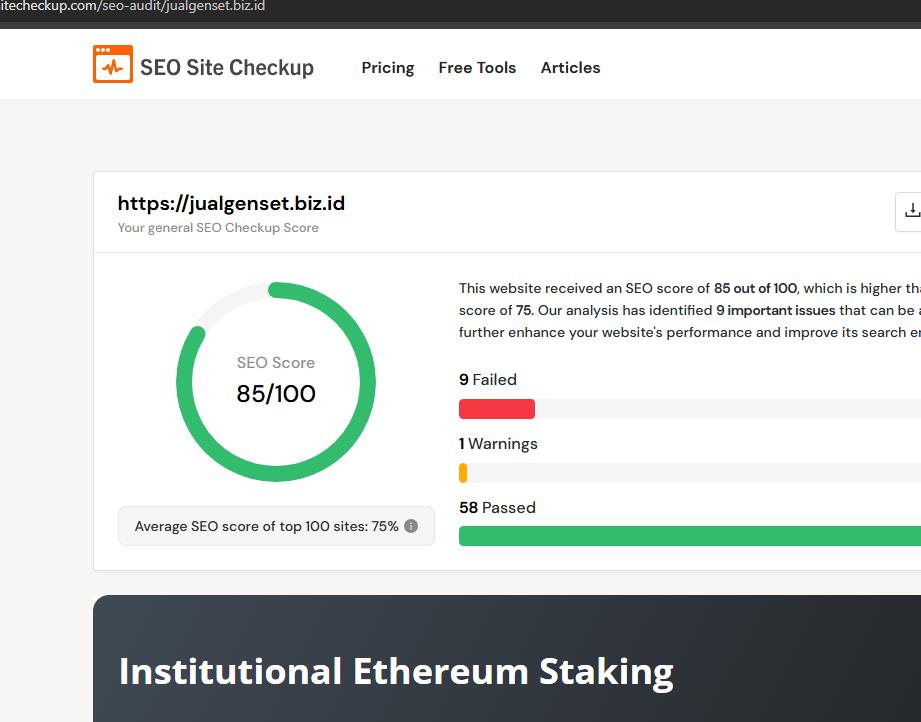 itecheckup.com/seo-audit/jualgenset.biz.id
SEO Site Checkup
Pricing Free Tools Articles
https://jualgenset.biz.id
Your general SEO Checkup Score
SEO Score
85/100
Average SEO score of top 100 sites: 75%
This website received an SEO score of 85 out of 100, which is higher
score of 75. Our analysis has identified 9 important issues that can be
further enhance your website's performance and improve its search
9 Failed
1 Warnings
58 Passed
Institutional Ethereum Staking